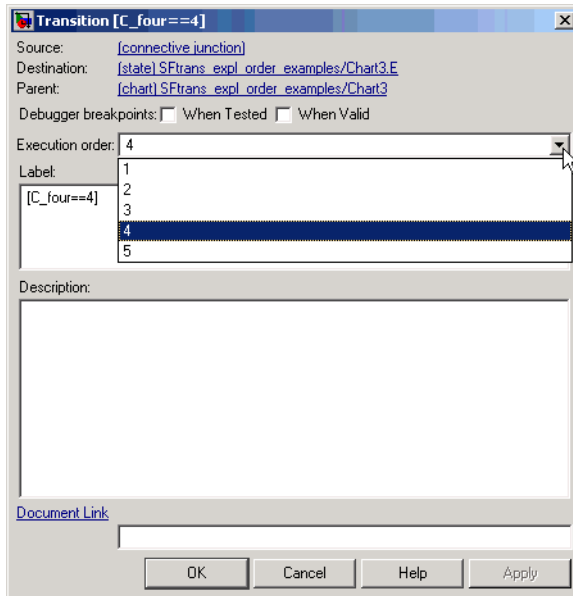 Transition [C_four==4]
Source: (connective junction)
Destination: (state) SFtrans_expl_order_examples/Chart3.E
Parent: (chart) SFtrans_expl_order_examples/Chart3
Debugger breakpoints: When Tested When Valid
Execution order: 4
1
Label:
2
[C_four==4]
3
4
5
Description:
Document Link
OK Cancel Help Apply